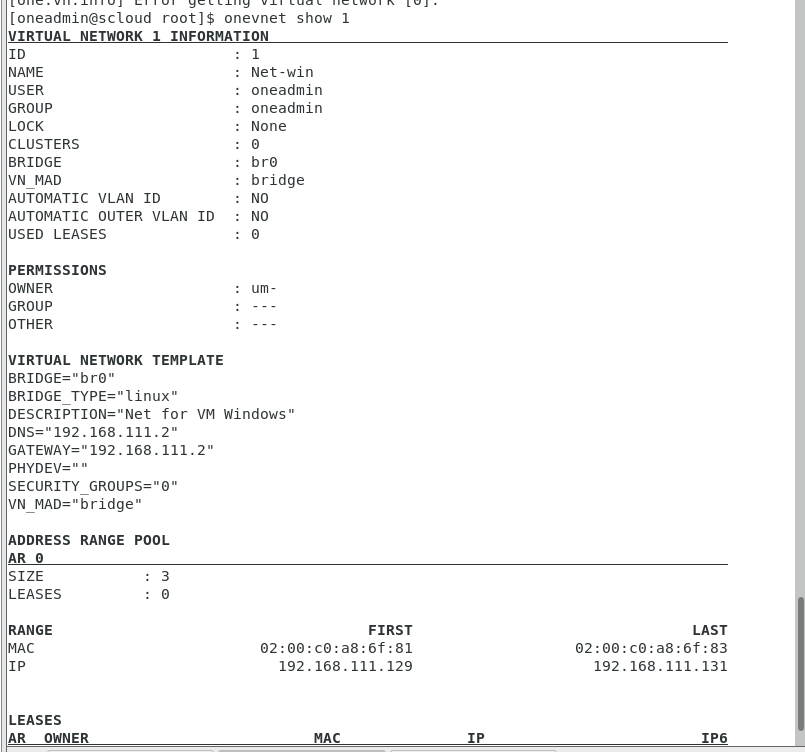 [one.vn.info] Error getting virtual network [0].
[oneadmin@scloud root]$ onevnet show 1
VIRTUAL NETWORK 1 INFORMATION
ID : 1
NAME : Net-win
USER : oneadmin
GROUP : oneadmin
LOCK : None
CLUSTERS : 0
BRIDGE : br0
VN_MAD : bridge
AUTOMATIC VLAN ID : NO
AUTOMATIC OUTER VLAN ID : NO
USED LEASES : 0
PERMISSIONS
OWNER : um-
GROUP : ---
OTHER : ---
VIRTUAL NETWORK TEMPLATE
BRIDGE="br0"
BRIDGE_TYPE="linux"
DESCRIPTION="Net for VM Windows"
DNS="192.168.111.2"
GATEWAY="192.168.111.2"
PHYDEV=""
SECURITY_GROUPS="0"
VN_MAD="bridge"
ADDRESS RANGE POOL
AR 0
SIZE : 3
LEASES : 0
RANGE FIRST LAST
MAC 02:00:c0:a8:6f:81 02:00:c0:a8:6f:83
IP 192.168.111.129 192.168.111.131
LEASES
AR OWNER MAC IP IP6